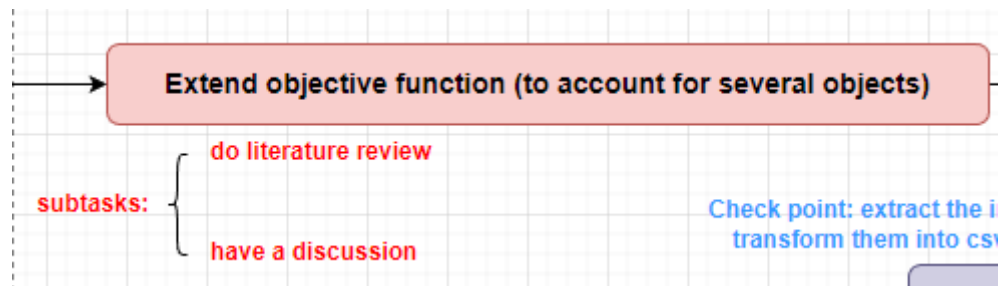 Extend objective function (to account for several objects)
do literature review
subtasks:
have a discussion
Check point: extract the
transform them into